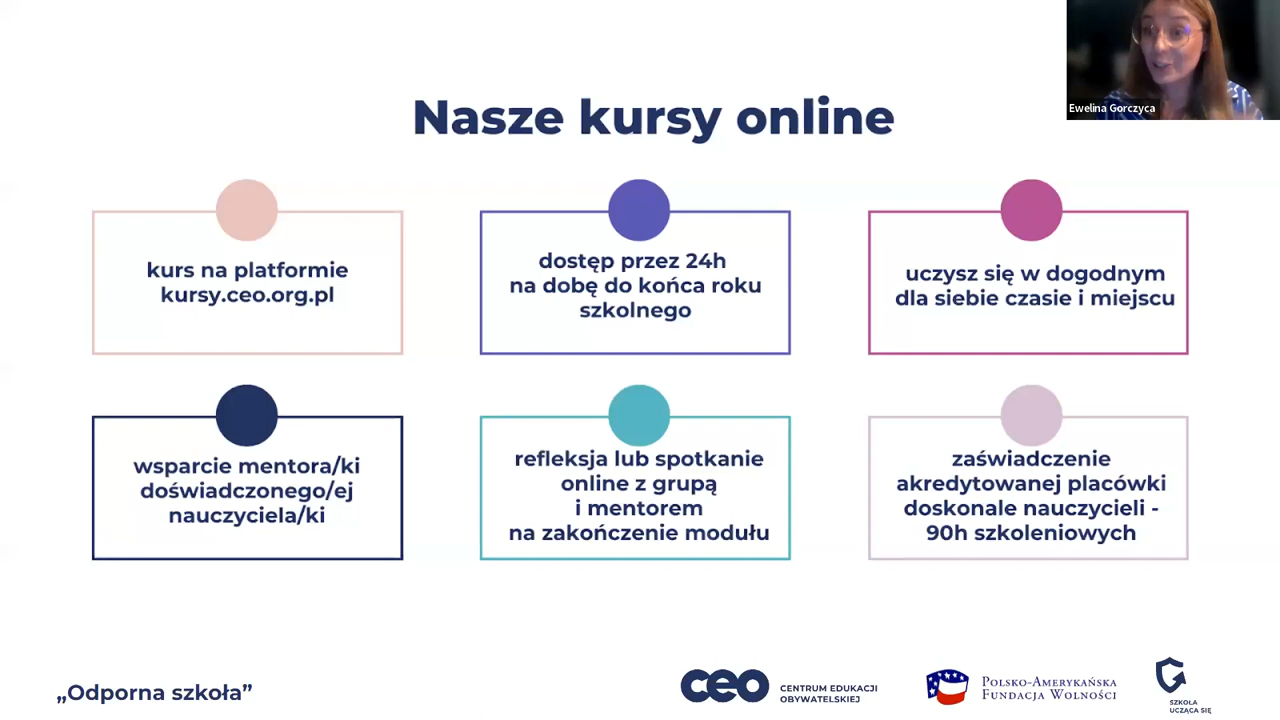 Ewelina Gorczyca
Nasze kursy online
kurs na platformie
kursy.ceo.org.pl
dostęp przez 24h
na dobę do końca roku
szkolnego
uczysz się w dogodnym
dla siebie czasie i miejscu
wsparcie mentora/ki
doświadczonego/ej
nauczyciela/ki
refleksja lub spotkanie
online z grupą
i mentorem
na zakończenie modułu
zaświadczenie
akredytowanej placówki
doskonale nauczycieli -
90h szkoleniowych
„Odporna szkoła”
ceo
CENTRUM EDUKACJI
OBYWATELSKIEJ
POLSKO-AMERYKAŃSKA
FUNDACJA WOLNOŚCI
SZKOŁA
UCZĄCA SIĘ